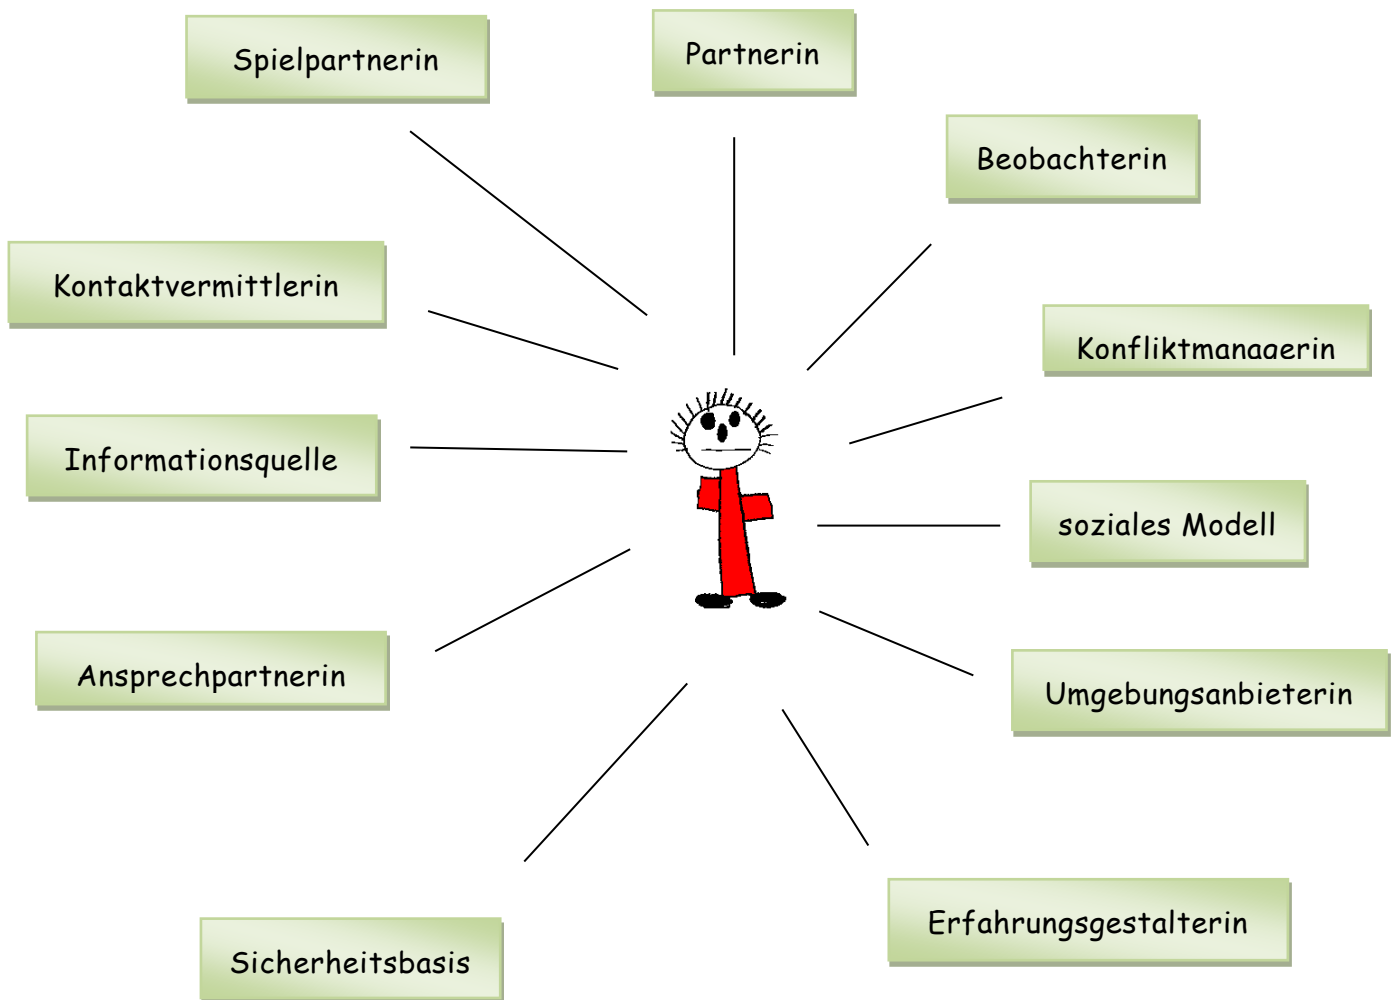 Spielpartnerin
Partnerin
Beobachterin
Kontaktvermittlerin
Konfliktmanagerin
Informationsquelle
soziales Modell
Ansprechpartnerin
Umgebungsanbieterin
Erfahrungsgestalterin
Sicherheitsbasis